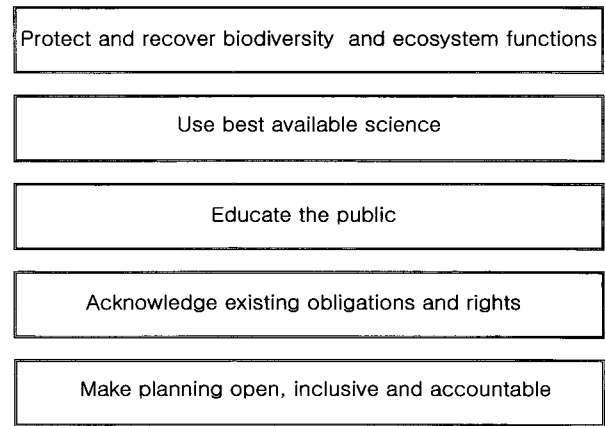 Protect and recover biodiversity and ecosystem functions
Use best available science
Educate the public
Acknowledge existing obligations and rights
Make planning open, inclusive and accountable